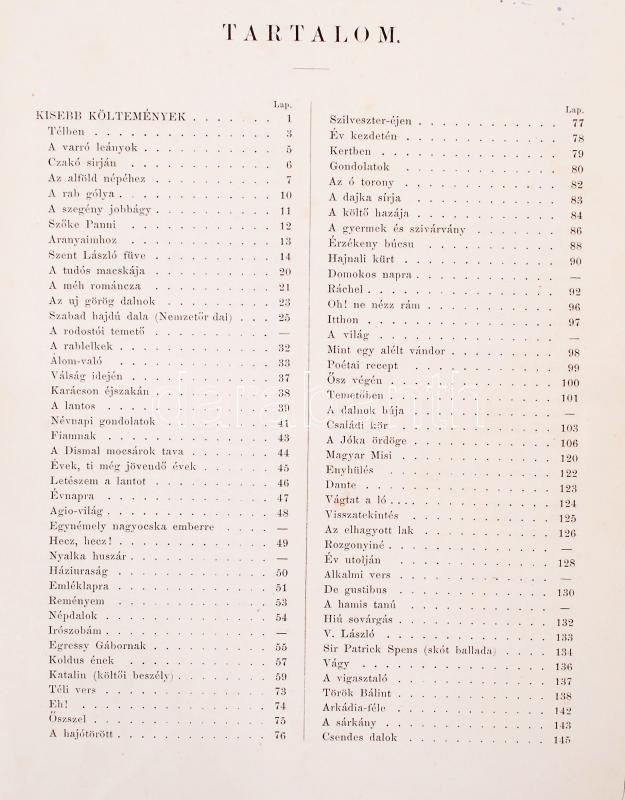 TARTALOM.
Lap.
KISEBB KÖLTEMÉNYEK . . . . . . . 1
Télben . . . . . . . . . . . 3
A varró leányok . . . . . . . . 5
Czakó sirján . . . . . . . . . 6
Az alföld népéhez . . . . . . . . 7
A rab gólya . . . . . . . . . . 10
A szegény jobbágy . . . . . . . . 11
Szőke Panni . . . . . . . . . . 12
Aranyaimhoz . . . . . . . . . . 13
Szent László füve . . . . . . . . 14
A tudós macskája . . . . . . . . 20
A méh románcza . . . . . . . . 21
Az uj görög dalnok . . . . . . . 23
Szabad hajdú dala (Nemzetőr dal) . . . 25
A rodostói temető . . . . . . . . —
A rablelkek . . . . . . . . . . 32
Álom-való . . . . . . . . . . 33
Válság idején . . . . . . . . . 37
Karácson éjszakán . . . . . . . . 38
A lantos . . . . . . . . . . . 39
Névnapi gondolatok . . . . . . . 41
Fiamnak . . . . . . . . . . . 43
A Dismal mocsárok tava . . . . . . 44
Évek, ti még jövendő évek . . . . . 45
Letészem a lantot . . . . . . . . 46
Évnapra . . . . . . . . . . . 47
Agio-világ . . . . . . . . . . 48
Egynémely nagyocska emberre . . . . —
Hecz, hecz! . . . . . . . . . . 49
Nyalka huszár . . . . . . . . . —
Háziuraság . . . . . . . . . . 50
Emléklapra . . . . . . . . . . 51
Reményem . . . . . . . . . . 53
Népdalok . . . . . . . . . . . 54
Irószobám . . . . . . . . . . —
Egressy Gábornak . . . . . . . . 55
Koldus ének . . . . . . . . . . 57
Katalin (költői beszély) . . . . . . 59
Téli vers . . . . . . . . . . . 73
Eh! . . . . . . . . . . . . 74
Őszszel . . . . . . . . . . . 75
A hajótörött . . . . . . . . . . 76
Lap.
Szilveszter-éjen . . . . . . . . . 77
Év kezdetén . . . . . . . . . . 78
Kertben . . . . . . . . . . . 79
Gondolatok . . . . . . . . . . 80
Az ó torony . . . . . . . . . . 82
A dajka sírja . . . . . . . . . 83
A költő hazája . . . . . . . . . 84
A gyermek és szivárvány . . . . . . 86
Érzékeny búcsu . . . . . . . . . 88
Hajnali kürt . . . . . . . . . . 90
Domokos napra . . . . . . . . . —
Ráchel . . . . . . . . . . . 92
Oh! ne nézz rám . . . . . . . . 96
Itthon . . . . . . . . . . . 97
A világ . . . . . . . . . . . —
Mint egy alélt vándor . . . . . . . 98
Poétai recept . . . . . . . . . 99
Ősz végén . . . . . . . . . . 100
Temetőben . . . . . . . . . . 101
A dalnok búja . . . . . . . . . —
Családi kör . . . . . . . . . . 103
A Jóka ördöge . . . . . . . . . 106
Magyar Misi . . . . . . . . . . 120
Enyhülés . . . . . . . . . . . 122
Dante . . . . . . . . . . . . 123
Vágtat a ló . . . . . . . . . . 124
Visszatekintés . . . . . . . . . 125
Az elhagyott lak . . . . . . . . 126
Rozgonyiné . . . . . . . . . . —
Év utolján . . . . . . . . . . 128
Alkalmi vers . . . . . . . . . . —
De gustibus . . . . . . . . . . 130
A hamis tanú . . . . . . . . . —
Hiú sovárgás . . . . . . . . . 132
V. László . . . . . . . . . . 133
Sir Patrick Spens (skót ballada) . . . . 134
Vágy . . . . . . . . . . . . 136
A vigasztaló . . . . . . . . . . 137
Török Bálint . . . . . . . . . . 138
Arkádia-féle . . . . . . . . . . 142
A sárkány . . . . . . . . . . 143
Csendes dalok . . . . . . . . . 145